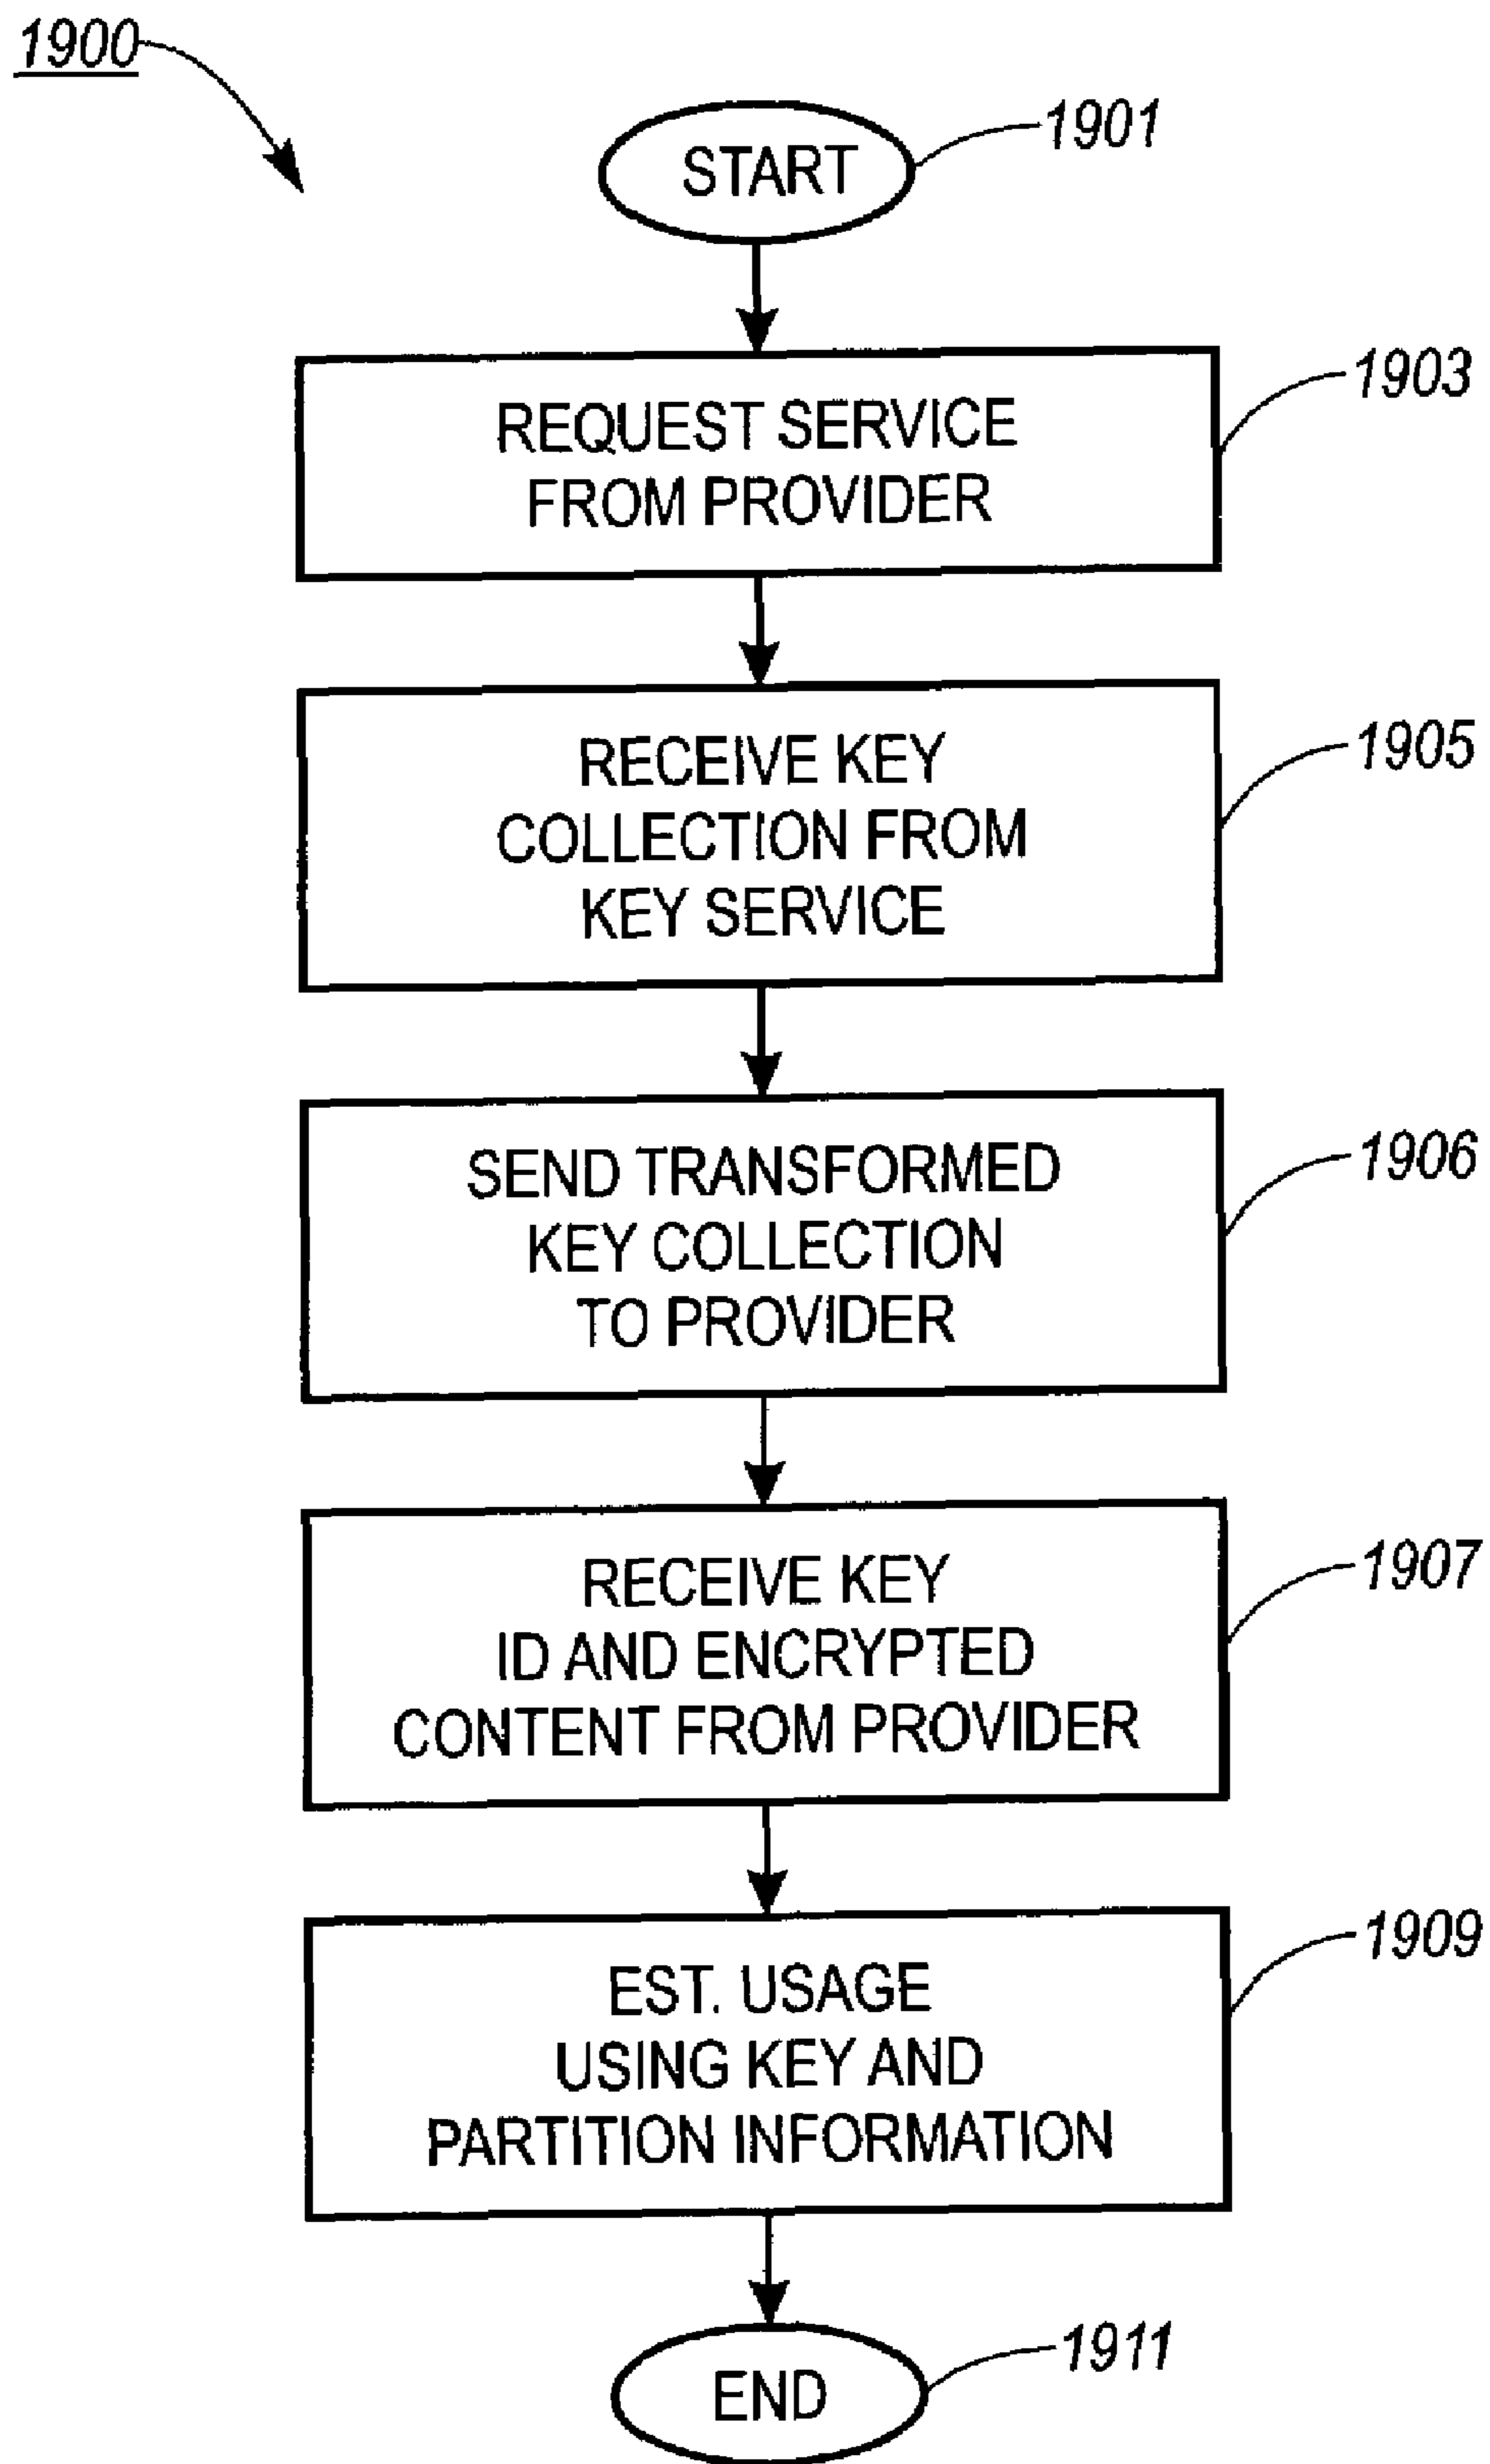 1900
START
1901
REQUEST SERVICE
FROM PROVIDER
1903
RECEIVE KEY
COLLECTION FROM
KEY SERVICE
1905
SEND TRANSFORMED
KEY COLLECTION
TO PROVIDER
1906
RECEIVE KEY
ID AND ENCRYPTED
CONTENT FROM PROVIDER
1907
EST. USAGE
USING KEY AND
PARTITION INFORMATION
1909
END
1911